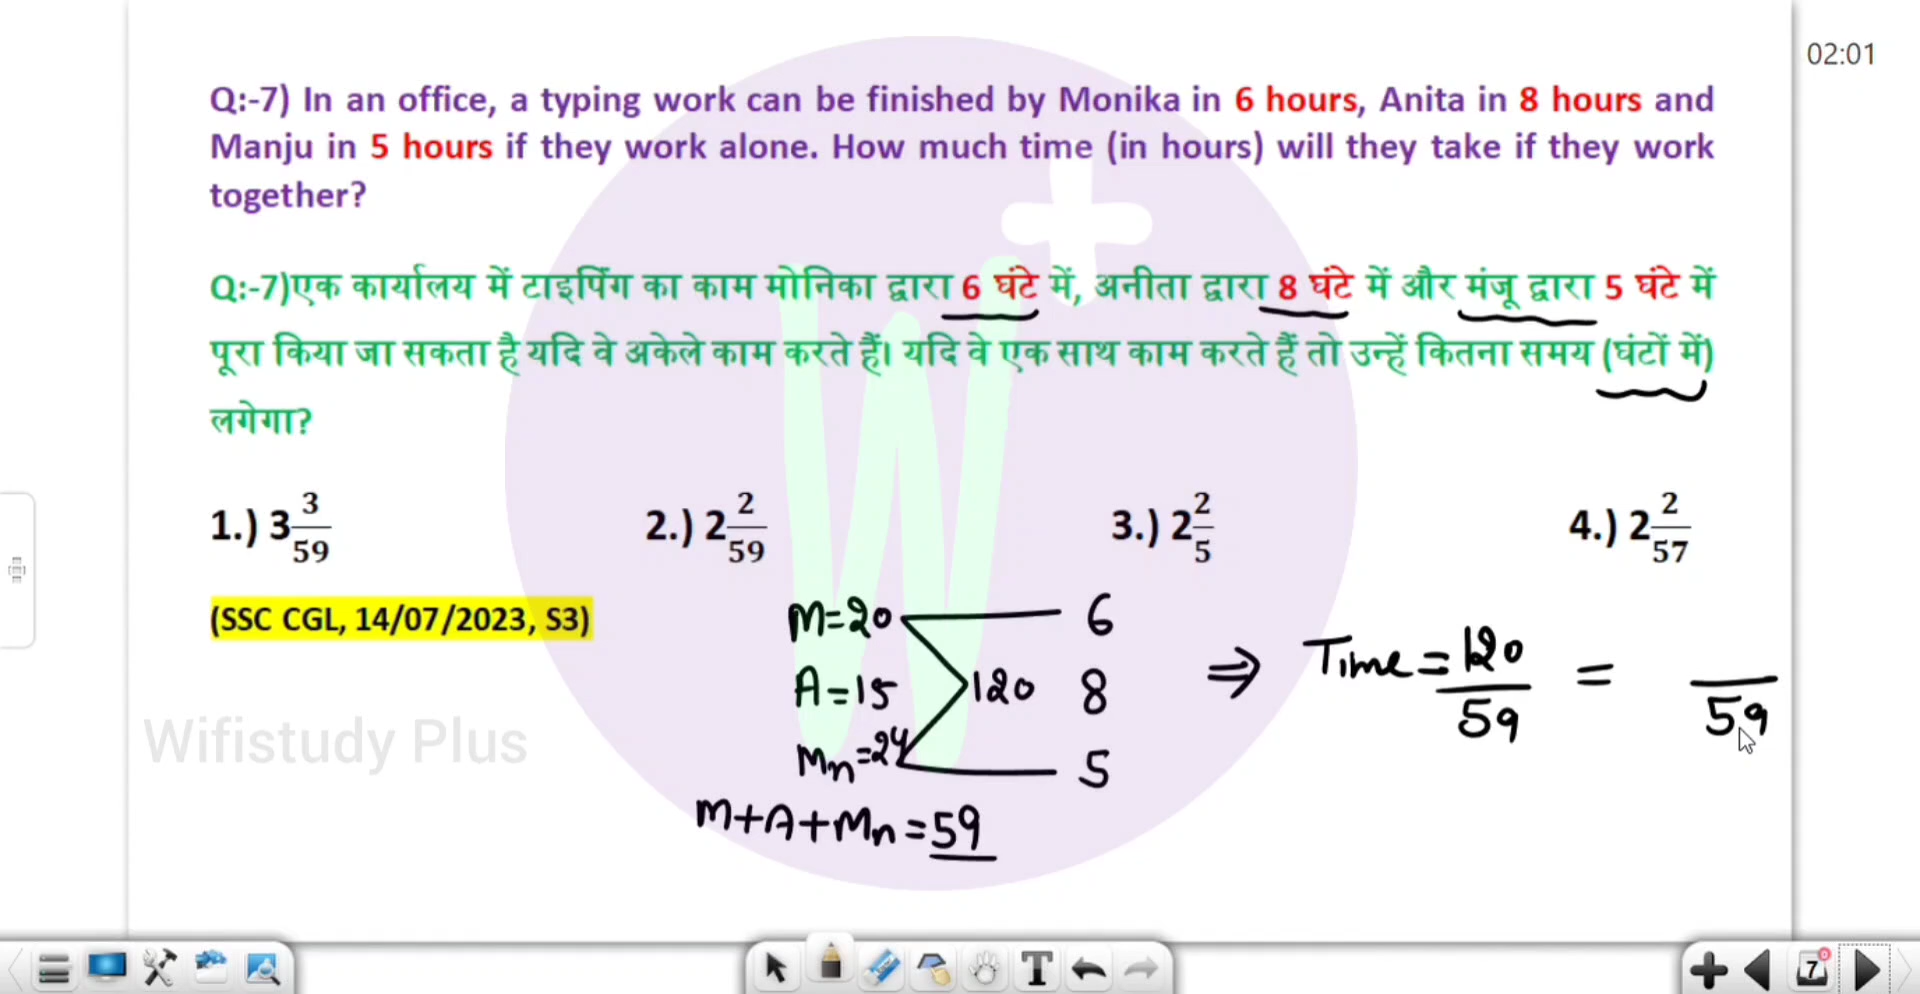 02:01
Q:-7) In an office, a typing work can be finished by Monika in 6 hours, Anita in 8 hours and
Manju in 5 hours if they work alone. How much time (in hours) will they take if they work
together?
Q:-7)एक कार्यालय में टाइपिंग का काम मोनिका द्वारा 6 घंटे में, अनीता द्वारा 8 घंटे में और मंजू द्वारा 5 घंटे में
पूरा किया जा सकता है यदि वे अकेले काम करते हैं। यदि वे एक साथ काम करते हैं तो उन्हें कितना समय (घंटों में)
लगेगा?
1.) 3 3/59 2.) 2 2/59 3.) 2 2/5 4.) 2 2/57
(SSC CGL, 14/07/2023, S3)
M=20 6
A=15 120 8
Mn=24 5
M+A+Mn=59
⇒ Time = 120/59 = /59
Wifistudy Plus
T
7
0